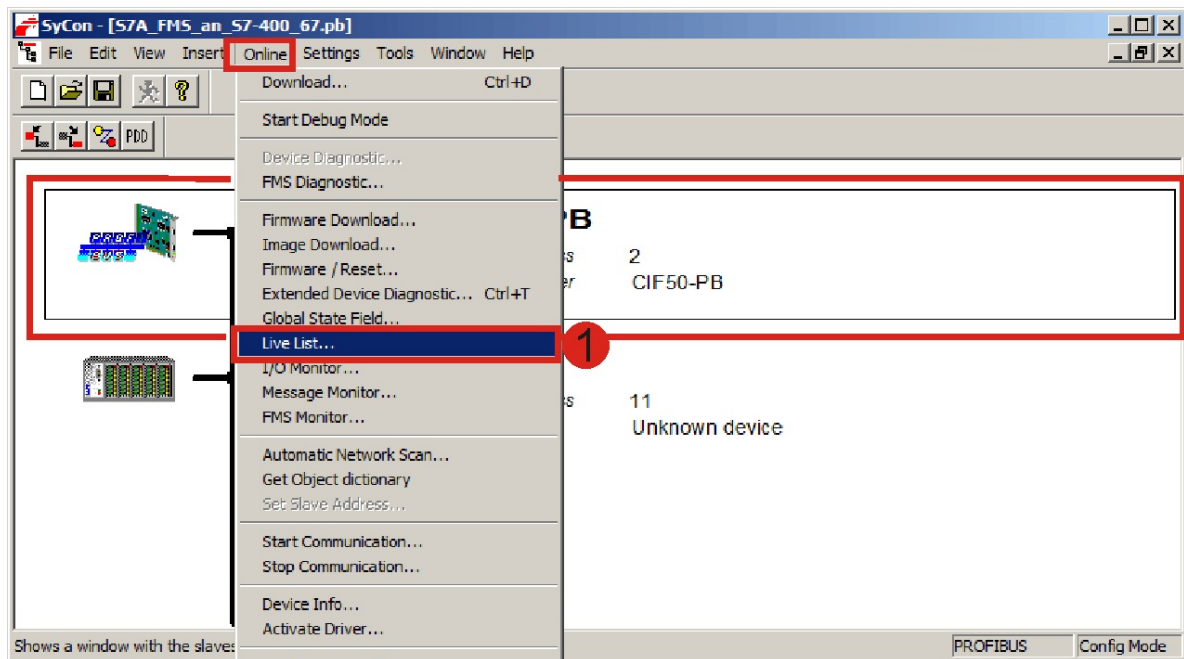 SyCon - [S7A_FMS_an_S7-400_67.pb]
File Edit View Insert Online Settings Tools Window Help
PDD
Download... Ctrl+D
Start Debug Mode
Device Diagnostic...
FMS Diagnostic...
Firmware Download...
Image Download...
Firmware / Reset...
Extended Device Diagnostic... Ctrl+T
Global State Field...
Live List...
1
I/O Monitor...
Message Monitor...
FMS Monitor...
Automatic Network Scan...
Get Object dictionary
Set Slave Address...
Start Communication...
Stop Communication...
Device Info...
Activate Driver...
PB
2
CIF50-PB
11
Unknown device
Shows a window with the slaves
PROFIBUS Config Mode